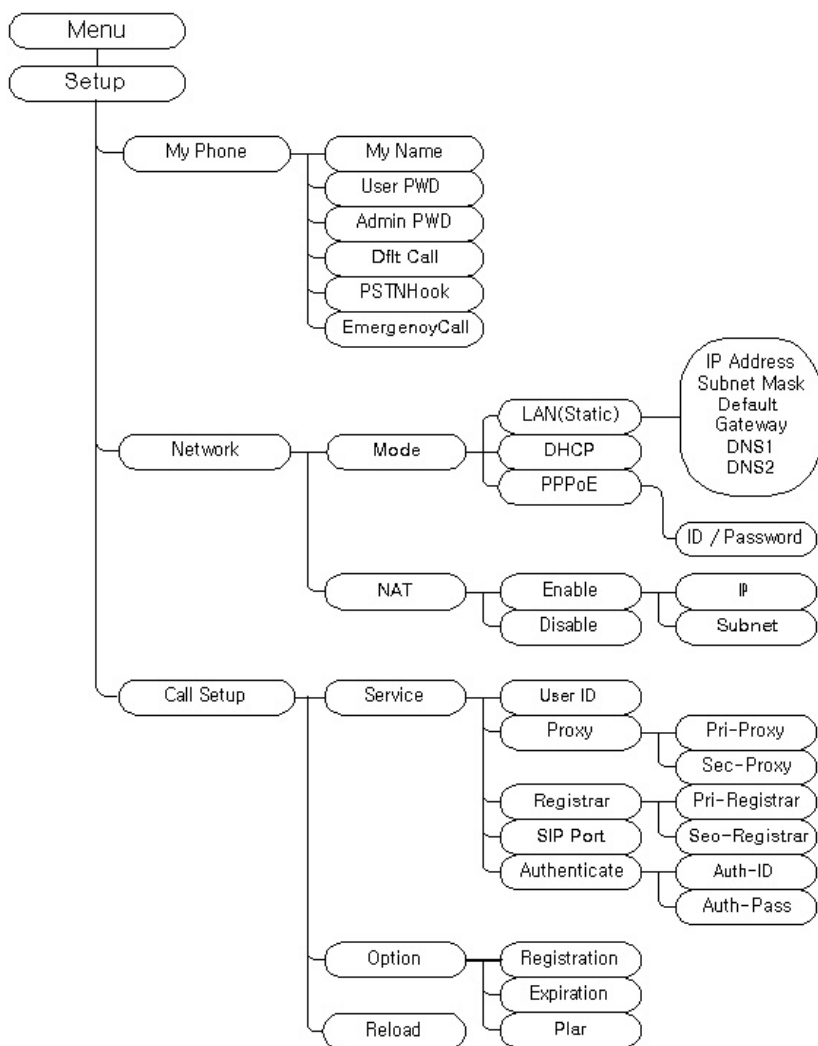 Menu
Setup
My Phone
My Name
User PWD
Admin PWD
Dflt Call
PSTNHook
EmergenoyCall
Network
Mode
LAN(Static)
IP Address
Subnet Mask
Default
Gateway
DNS1
DNS2
DHCP
PPPoE
ID / Password
NAT
Enable
IP
Disable
Subnet
Call Setup
Service
User ID
Proxy
Pri-Proxy
Sec-Proxy
Registrar
Pri-Registrar
SIP Port
Seo-Registrar
Authenticate
Auth-ID
Auth-Pass
Option
Registration
Expiration
Reload
Plar